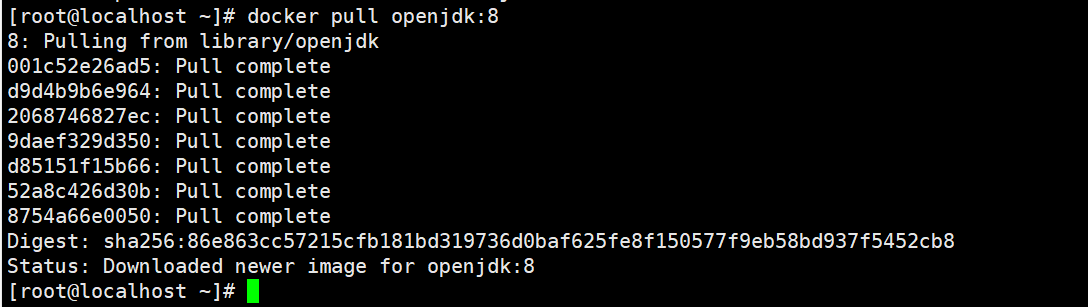 [root@localhost ~]# docker pull openjdk:8
8: Pulling from library/openjdk
001c52e26ad5: Pull complete
d9d4b9b6e964: Pull complete
2068746827ec: Pull complete
9daef329d350: Pull complete
d85151f15b66: Pull complete
52a8c426d30b: Pull complete
8754a66e0050: Pull complete
Digest: sha256:86e863cc57215cfb181bd319736d0baf625fe8f150577f9eb58bd937f5452cb8
Status: Downloaded newer image for openjdk:8
[root@localhost ~]#